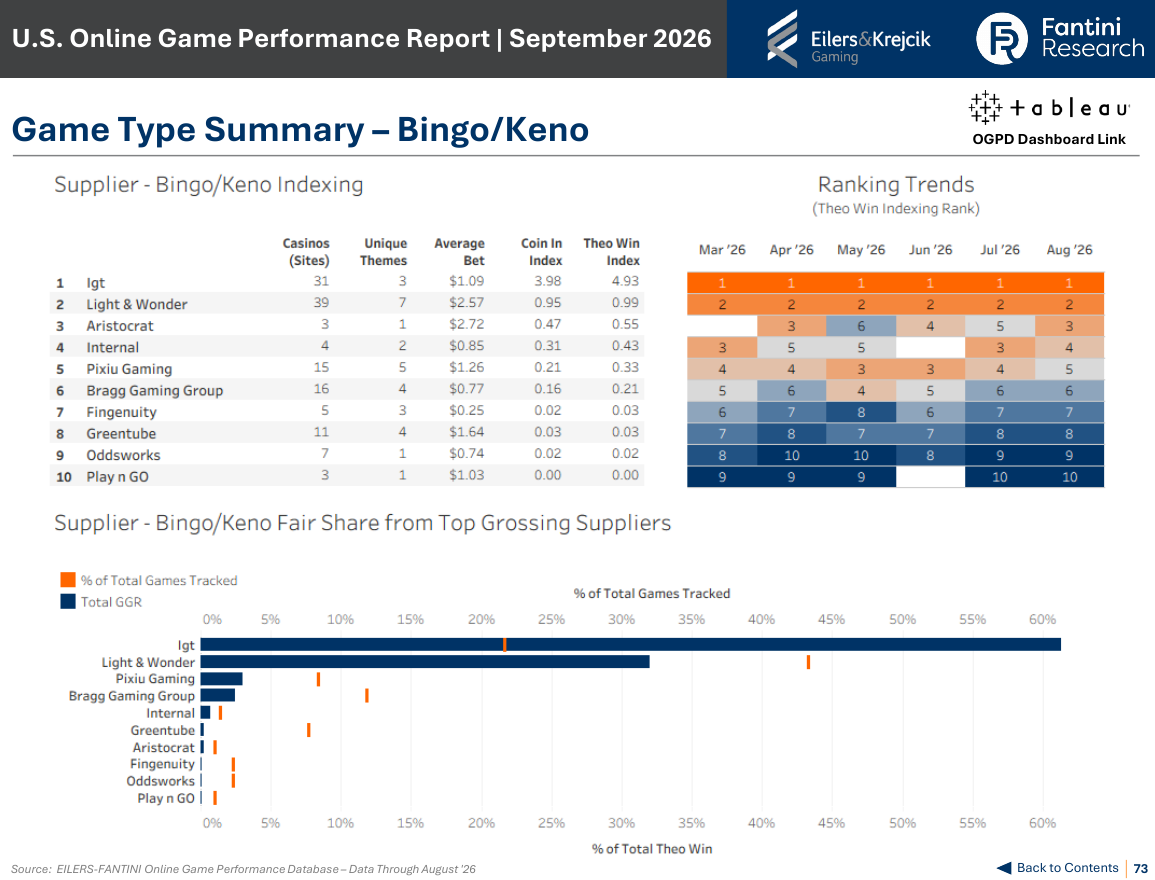 U.S. Online Game Performance Report | September 2026
Eilers&Krejcik
Gaming
Fantini
Research
Game Type Summary – Bingo/Keno
+ a b l e a u
OGPD Dashboard Link
Supplier - Bingo/Keno Indexing
Casinos (Sites) Unique Themes Average Bet Coin In Index Theo Win Index
1 Igt 31 3 $1.09 3.98 4.93
2 Light & Wonder 39 7 $2.57 0.95 0.99
3 Aristocrat 3 1 $2.72 0.47 0.55
4 Internal 4 2 $0.85 0.31 0.43
5 Pixiu Gaming 15 5 $1.26 0.21 0.33
6 Bragg Gaming Group 16 4 $0.77 0.16 0.21
7 Fingenuity 5 3 $0.25 0.02 0.03
8 Greentube 11 4 $1.64 0.03 0.03
9 Oddsworks 7 1 $0.74 0.02 0.02
10 Play n GO 3 1 $1.03 0.00 0.00
Ranking Trends
(Theo Win Indexing Rank)
Mar '26 Apr '26 May '26 Jun '26 Jul '26 Aug '26
1 1 1 1 1 1
2 2 2 2 2 2
3 6 4 5 3
3 5 5 3 4
4 4 3 3 4 5
5 6 4 5 6 6
6 7 8 6 7 7
7 8 7 7 8 8
8 10 10 8 9 9
9 9 9 10 10
Supplier - Bingo/Keno Fair Share from Top Grossing Suppliers
% of Total Games Tracked
Total GGR
% of Total Games Tracked
0% 5% 10% 15% 20% 25% 30% 35% 40% 45% 50% 55% 60%
Igt
Light & Wonder
Pixiu Gaming
Bragg Gaming Group
Internal
Greentube
Aristocrat
Fingenuity
Oddsworks
Play n GO
0% 5% 10% 15% 20% 25% 30% 35% 40% 45% 50% 55% 60%
% of Total Theo Win
Source: EILERS-FANTINI Online Game Performance Database – Data Through August '26
Back to Contents | 73